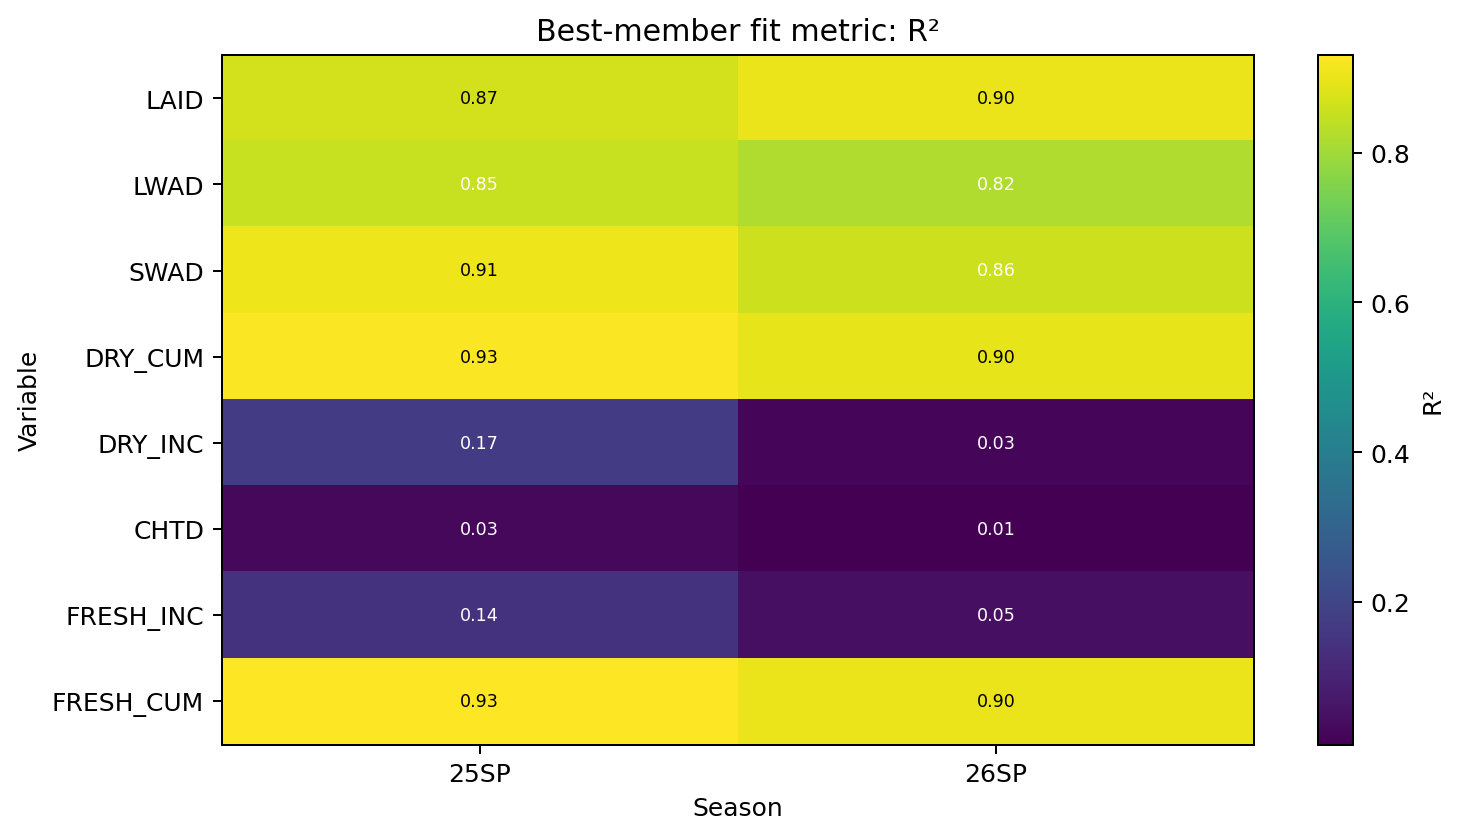 Best-member fit metric: R²
LAID 0.87 0.90
LWAD 0.85 0.82
SWAD 0.91 0.86
DRY_CUM 0.93 0.90
DRY_INC 0.17 0.03
CHTD 0.03 0.01
FRESH_INC 0.14 0.05
FRESH_CUM 0.93 0.90
25SP 26SP
Season
Variable
0.8
0.6
0.4
0.2
R²